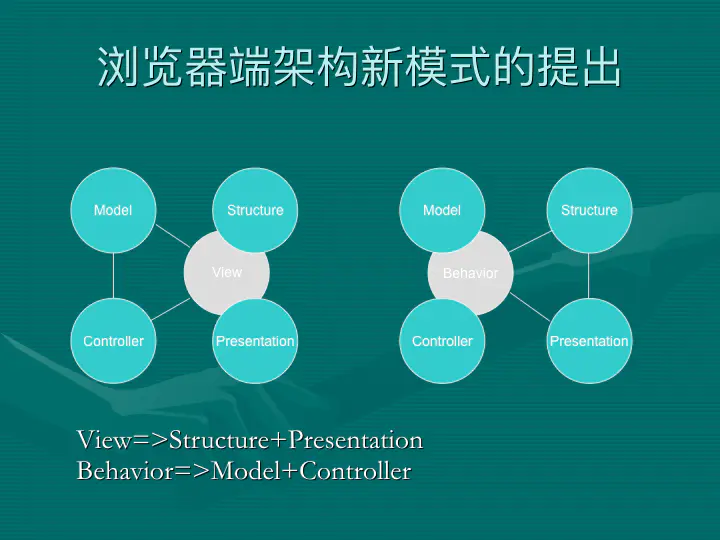 浏览器端架构新模式的提出
Model
Structure
View
Controller
Presentation
Model
Structure
Behavior
Controller
Presentation
View=>Structure+Presentation
Behavior=>Model+Controller